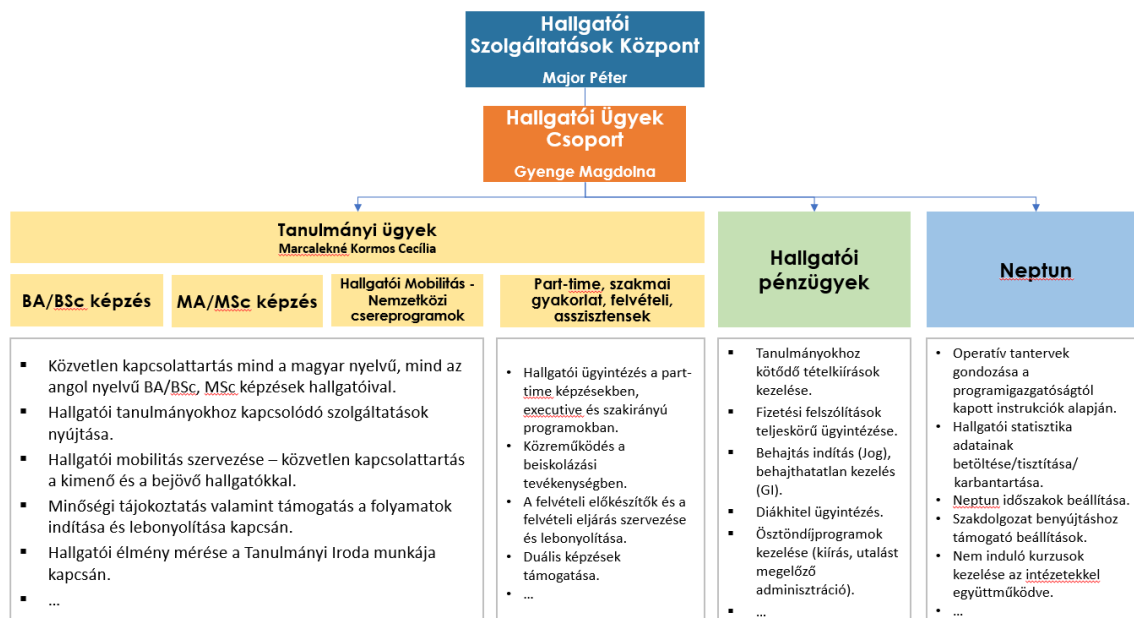 Hallgatói
Szolgáltatások Központ
Major Péter
Hallgatói Ügyek
Csoport
Gyenge Magdolna
Tanulmányi ügyek
Marcalekné Kormos Cecília
BA/BSc képzés
MA/MSc képzés
Hallgatói Mobilitás -
Nemzetközi
csereprogramok
Part-time, szakmai
gyakorlat, felvételi,
asszisztensek
Hallgatói
pénzügyek
Neptun
▪ Közvetlen kapcsolattartás mind a magyar nyelvű, mind az
angol nyelvű BA/BSc, MSc képzések hallgatóival.
▪ Hallgatói tanulmányokhoz kapcsolódó szolgáltatások
nyújtása.
▪ Hallgatói mobilitás szervezése – közvetlen kapcsolattartás
a kimenő és a bejövő hallgatókkal.
▪ Minőségi tájokoztatás valamint támogatás a folyamatok
indítása és lebonyolítása kapcsán.
▪ Hallgatói élmény mérése a Tanulmányi Iroda munkája
kapcsán.
▪ ...
• Hallgatói ügyintézés a part-
time képzésekben,
executive és szakirányú
programokban.
• Közreműködés a
beiskolázási
tevékenységben.
• A felvételi előkészítők és a
felvételi eljárás szervezése
és lebonyolítása.
• Duális képzések
támogatása.
• ...
▪ Tanulmányokhoz
kötődő tételkiírások
kezelése.
▪ Fizetési felszólítások
teljeskörű ügyintézése.
▪ Behajtás indítás (Jog),
behajthatatlan kezelés
(GI).
▪ Diákhitel ügyintézés.
▪ Ösztöndíjprogramok
kezelése (kiírás, utalást
megelőző
adminisztráció).
▪ ...
• Operatív tantervek
gondozása a
programigazgatóságtól
kapott instrukciók alapján.
• Hallgatói statisztika
adatainak
betöltése/tisztítása/
karbantartása.
• Neptun időszakok beállítása.
• Szakdolgozat benyújtáshoz
támogató beállítások.
• Nem induló kurzusok
kezelése az intézetekkel
együttműködve.
• ...